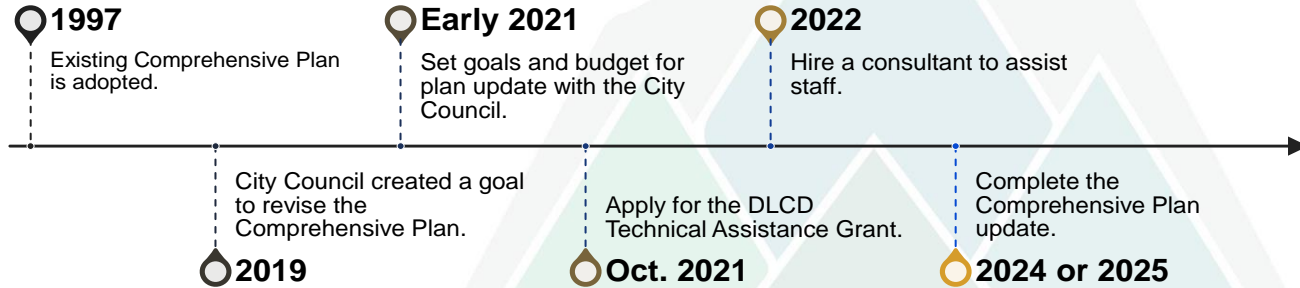 1997
Existing Comprehensive Plan
is adopted.
City Council created a goal
to revise the
Comprehensive Plan.
2019
Early 2021
Set goals and budget for
plan update with the City
Council.
Apply for the DLCD
Technical Assistance Grant.
Oct. 2021
2022
Hire a consultant to assist
staff.
Complete the
Comprehensive Plan
update.
2024 or 2025